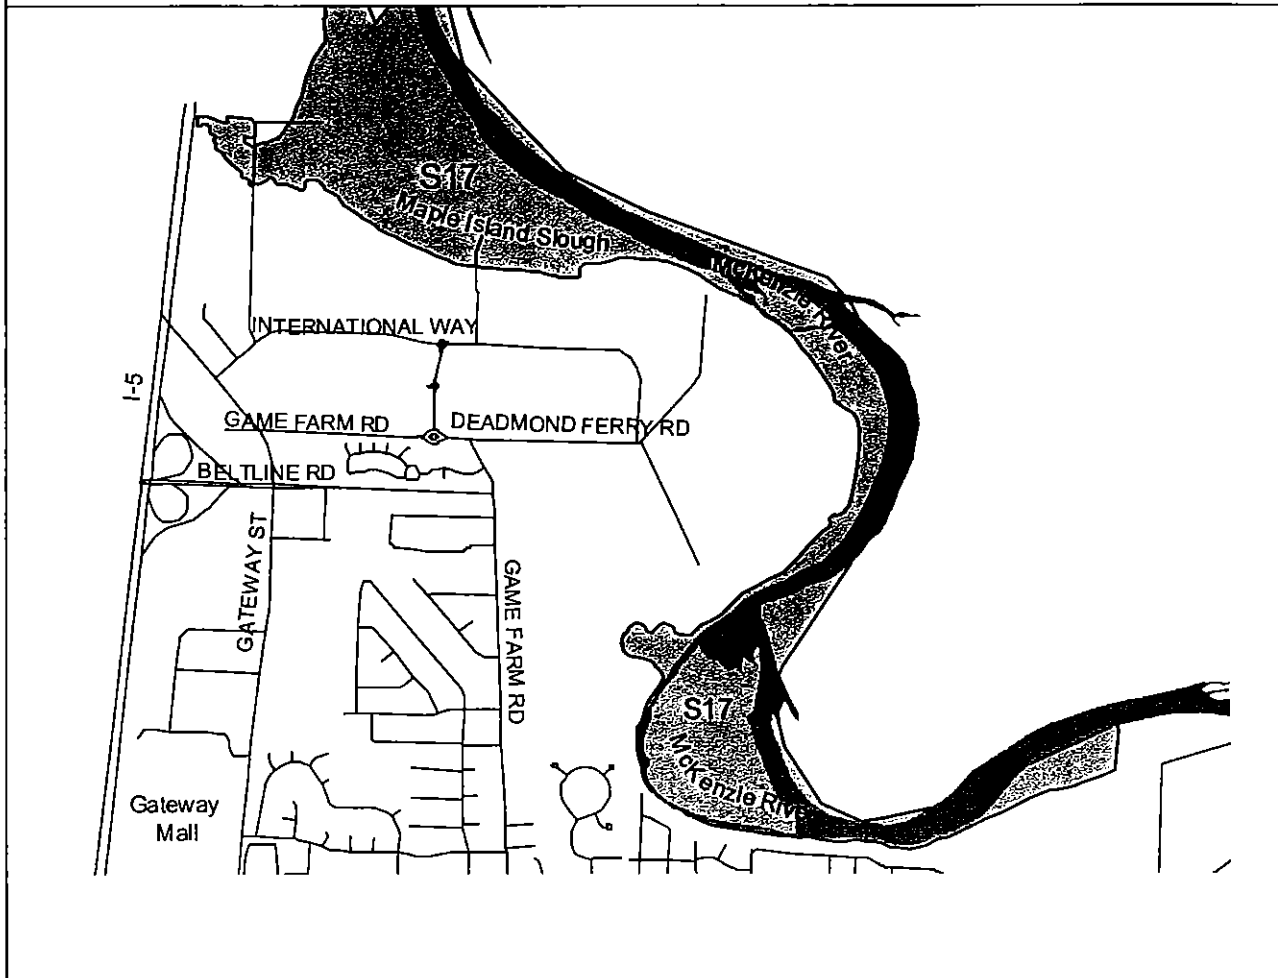 S17
Maple Island Slough
McKenzie River
INTERNATIONAL WAY
I-5
GAME FARM RD
DEADMOND FERRY RD
BELTLINE RD
GATEWAY ST
GAME FARM RD
S17
McKenzie River
Gateway
Mall